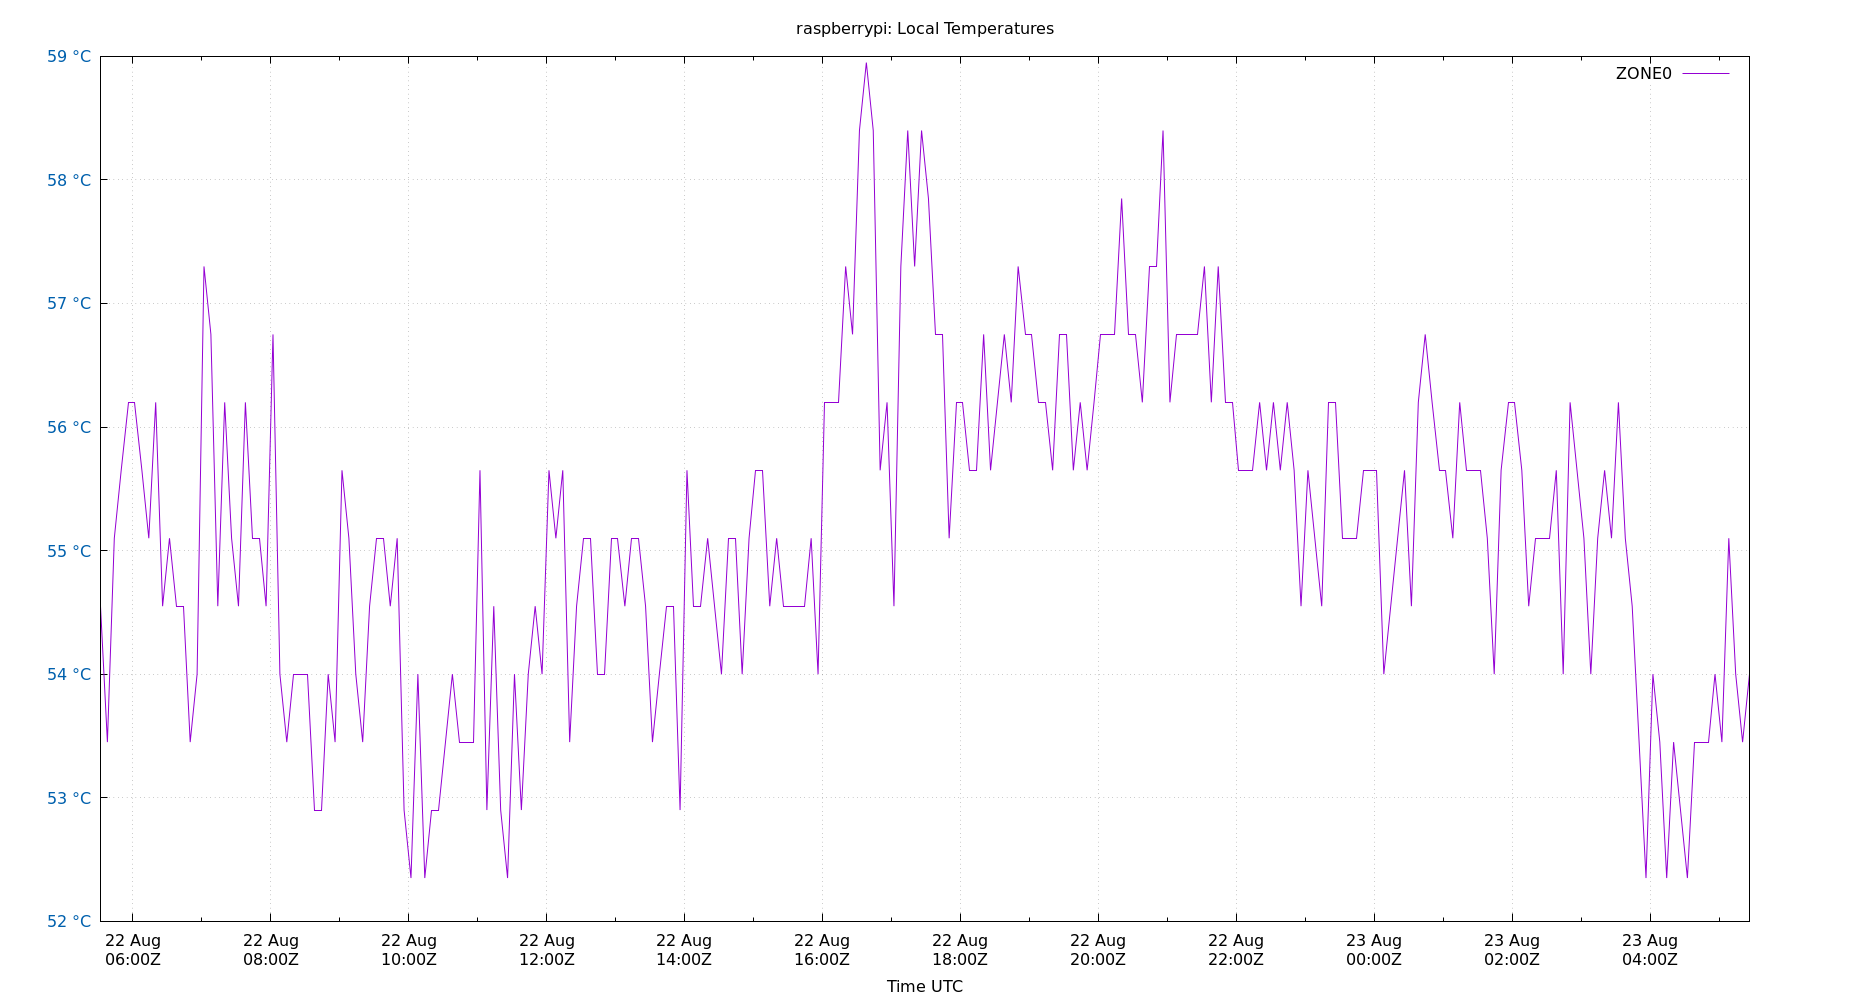 raspberrypi: Local Temperatures
ZONE0
59 °C
58 °C
57 °C
56 °C
55 °C
54 °C
53 °C
52 °C
22 Aug 22 Aug 22 Aug 22 Aug 22 Aug 22 Aug 22 Aug 22 Aug 22 Aug 23 Aug 23 Aug 23 Aug
06:00Z 08:00Z 10:00Z 12:00Z 14:00Z 16:00Z 18:00Z 20:00Z 22:00Z 00:00Z 02:00Z 04:00Z
Time UTC